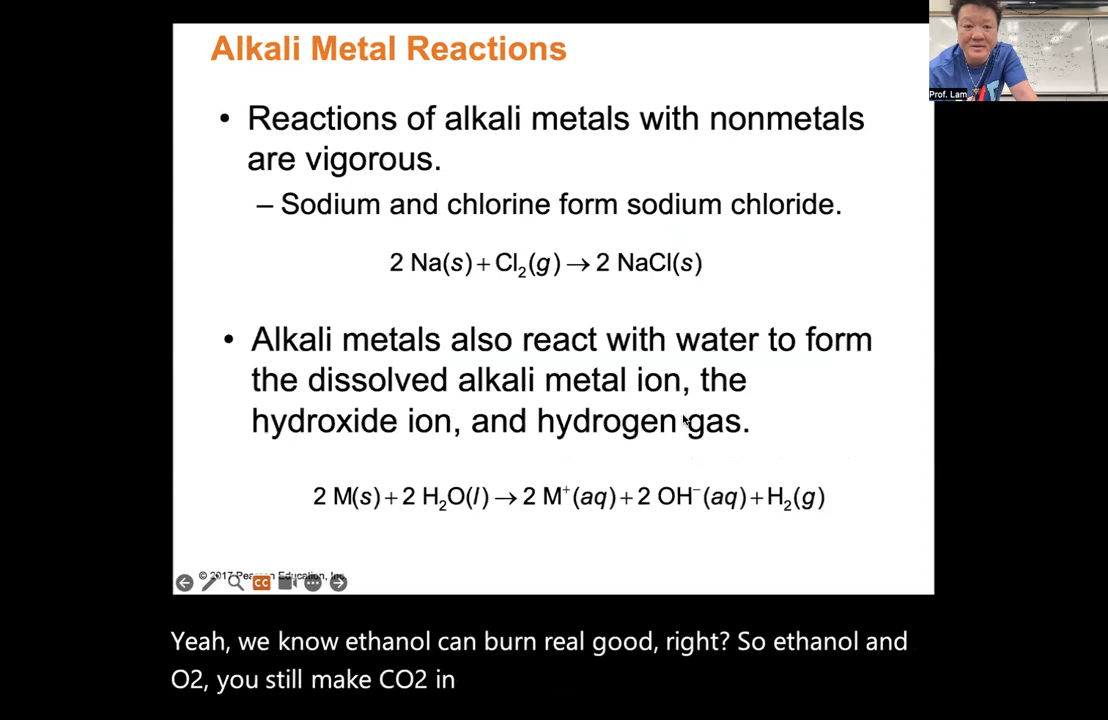 Alkali Metal Reactions
• Reactions of alkali metals with nonmetals
are vigorous.
– Sodium and chlorine form sodium chloride.
2 Na(s) + Cl₂(g) → 2 NaCl(s)
• Alkali metals also react with water to form
the dissolved alkali metal ion, the
hydroxide ion, and hydrogen gas.
2 M(s) + 2 H₂O(l) → 2 M⁺(aq) + 2 OH⁻(aq) + H₂(g)
© 2017 Pearson Education, Inc.
CC
Prof. Lam
Yeah, we know ethanol can burn real good, right? So ethanol and
O2, you still make CO2 in